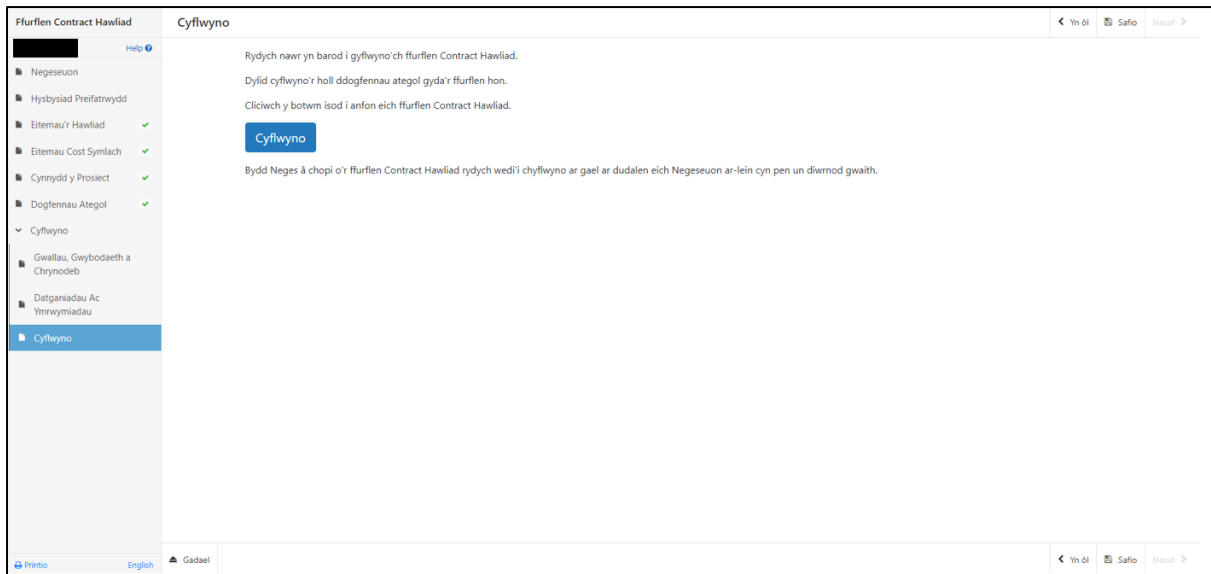 Ffurflen Contract Hawliad
Cyflwyno
Yn ôl
Safio
Nesaf
Help
Negeseuon
Hysbysiad Preifatrwydd
Eitemau'r Hawliad
Eitemau Cost Symlach
Cynnydd y Prosiect
Dogfennau Ategol
Cyflwyno
Gwallau, Gwybodaeth a
Chrynodeb
Datganiadau Ac
Ymrwymiadau
Cyflwyno
Rydych nawr yn barod i gyflwyno'ch ffurflen Contract Hawliad.
Dylid cyflwyno'r holl ddogfennau ategol gyda'r ffurflen hon.
Cliciwch y botwm isod i anfon eich ffurflen Contract Hawliad.
Cyflwyno
Bydd Neges â chopi o'r ffurflen Contract Hawliad rydych wedi'i chyflwyno ar gael ar dudalen eich Negeseuon ar-lein cyn pen un diwrnod gwaith.
Printio
English
Gadael
Yn ôl
Safio
Nesaf